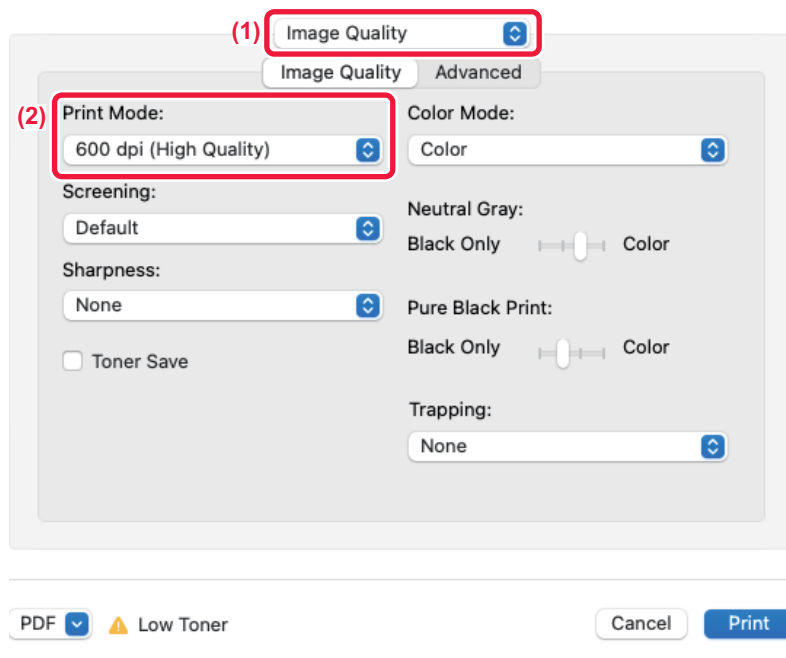 (1)
Image Quality
Image Quality Advanced
(2)
Print Mode:
600 dpi (High Quality)
Screening:
Default
Sharpness:
None
Toner Save
Color Mode:
Color
Neutral Gray:
Black Only Color
Pure Black Print:
Black Only Color
Trapping:
None
PDF Low Toner Cancel Print